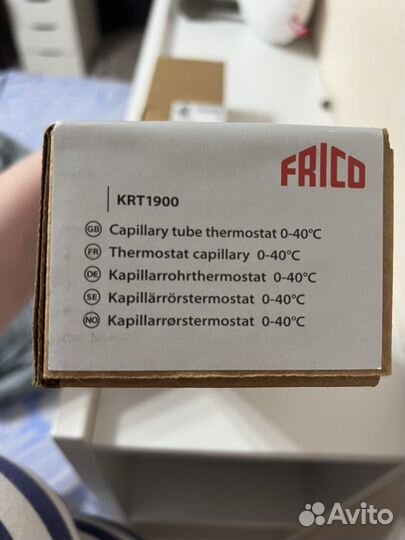 FRICO
KRT1900
GB Capillary tube thermostat 0-40°C
FR Thermostat capillary 0-40°C
DE Kapillarrohrthermostat 0-40°C
SE Kapillärrörstermostat 0-40°C
NO Kapillarrørstermostat 0-40°C
Avito